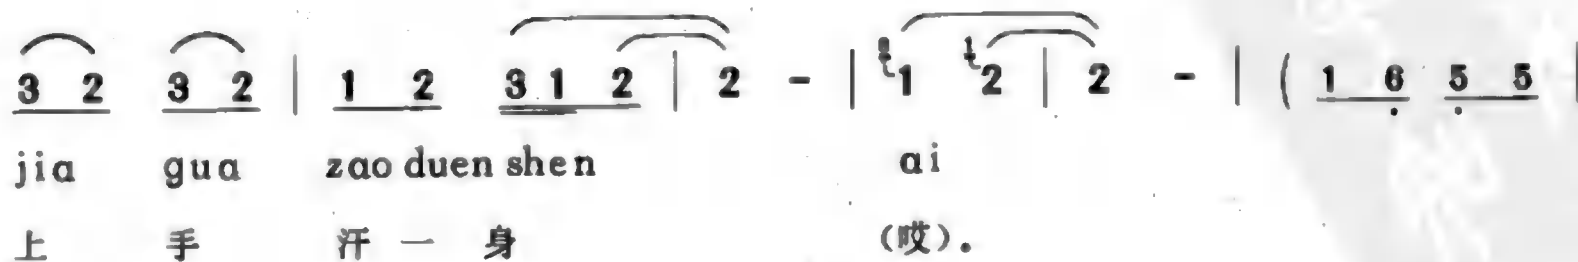 3 2 3 2 | 1 2 3 1 2 | 2 - | 1 2 | 2 - | ( 1 6 5 5 |
jia gua zao duen shen ai
上 手 汗 一 身 (哎)。